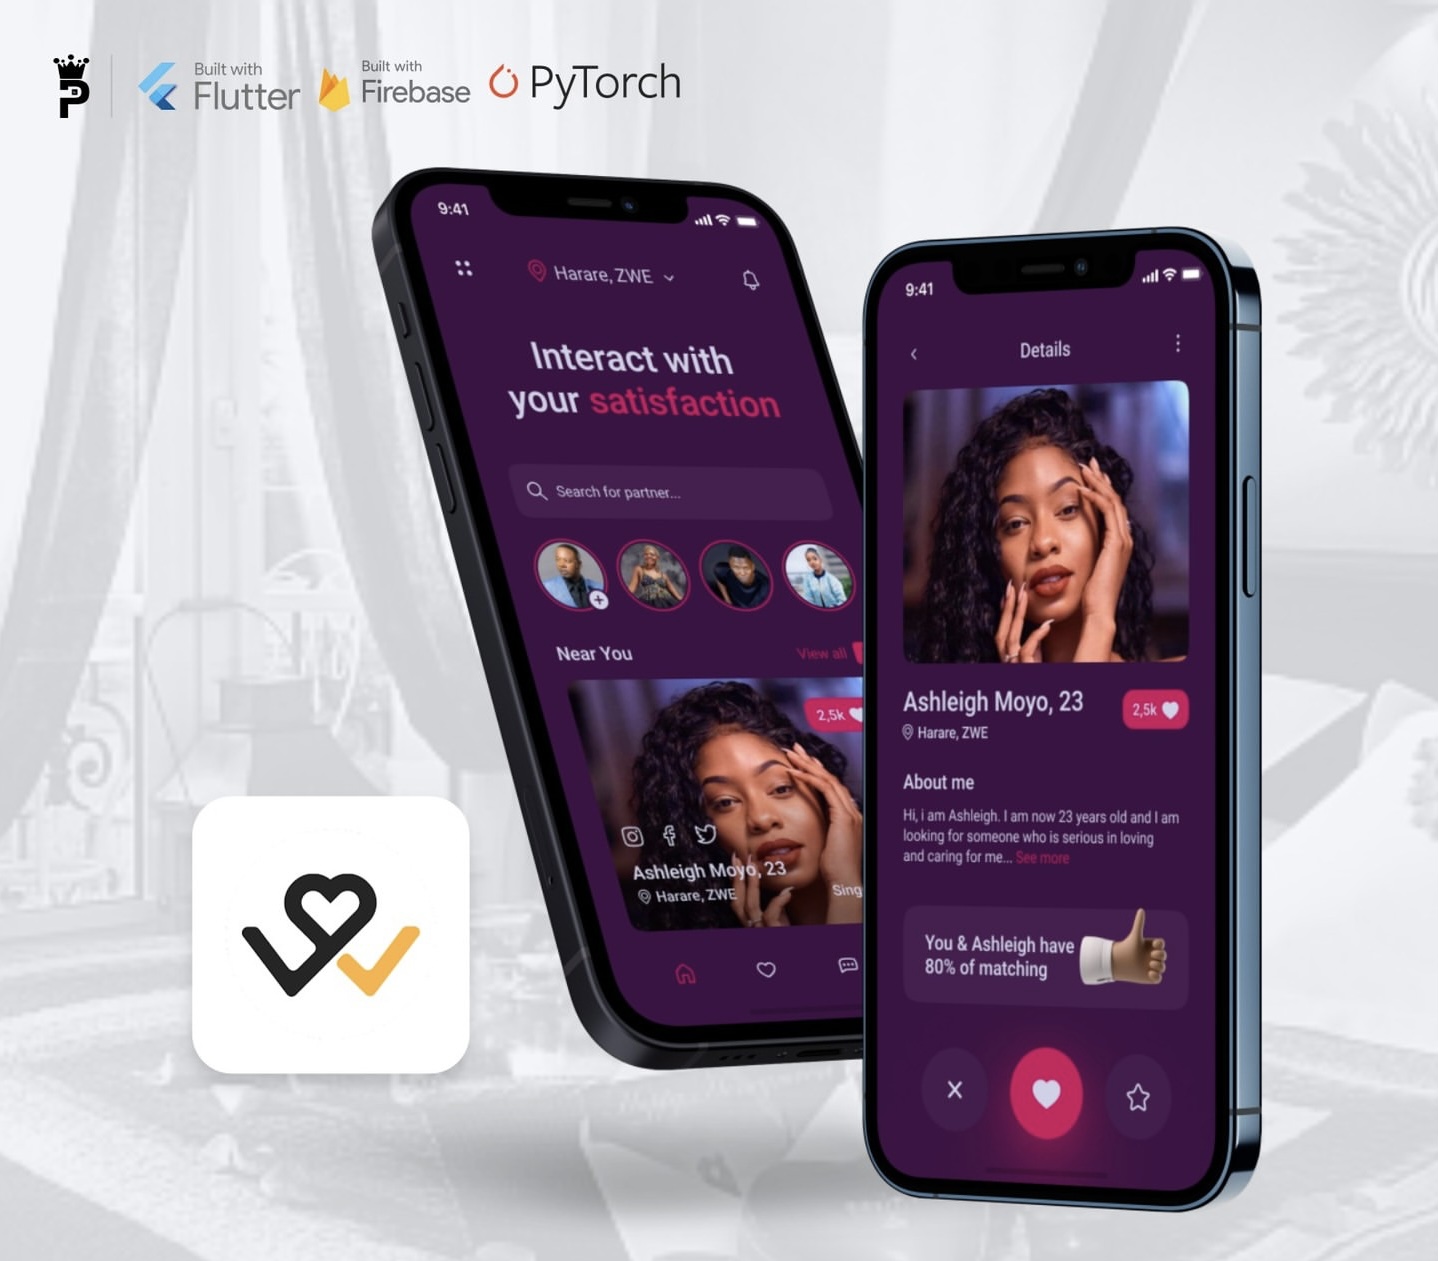 P
Built with
Flutter
Built with
Firebase
PyTorch
9:41
Harare, ZWE
Interact with
your satisfaction
Search for partner...
Near You
View all
2,5k
Ashleigh Moyo, 23
Harare, ZWE
Sing
9:41
Details
Ashleigh Moyo, 23
2,5k
Harare, ZWE
About me
Hi, i am Ashleigh. I am now 23 years old and I am
looking for someone who is serious in loving
and caring for me... See more
You & Ashleigh have
80% of matching